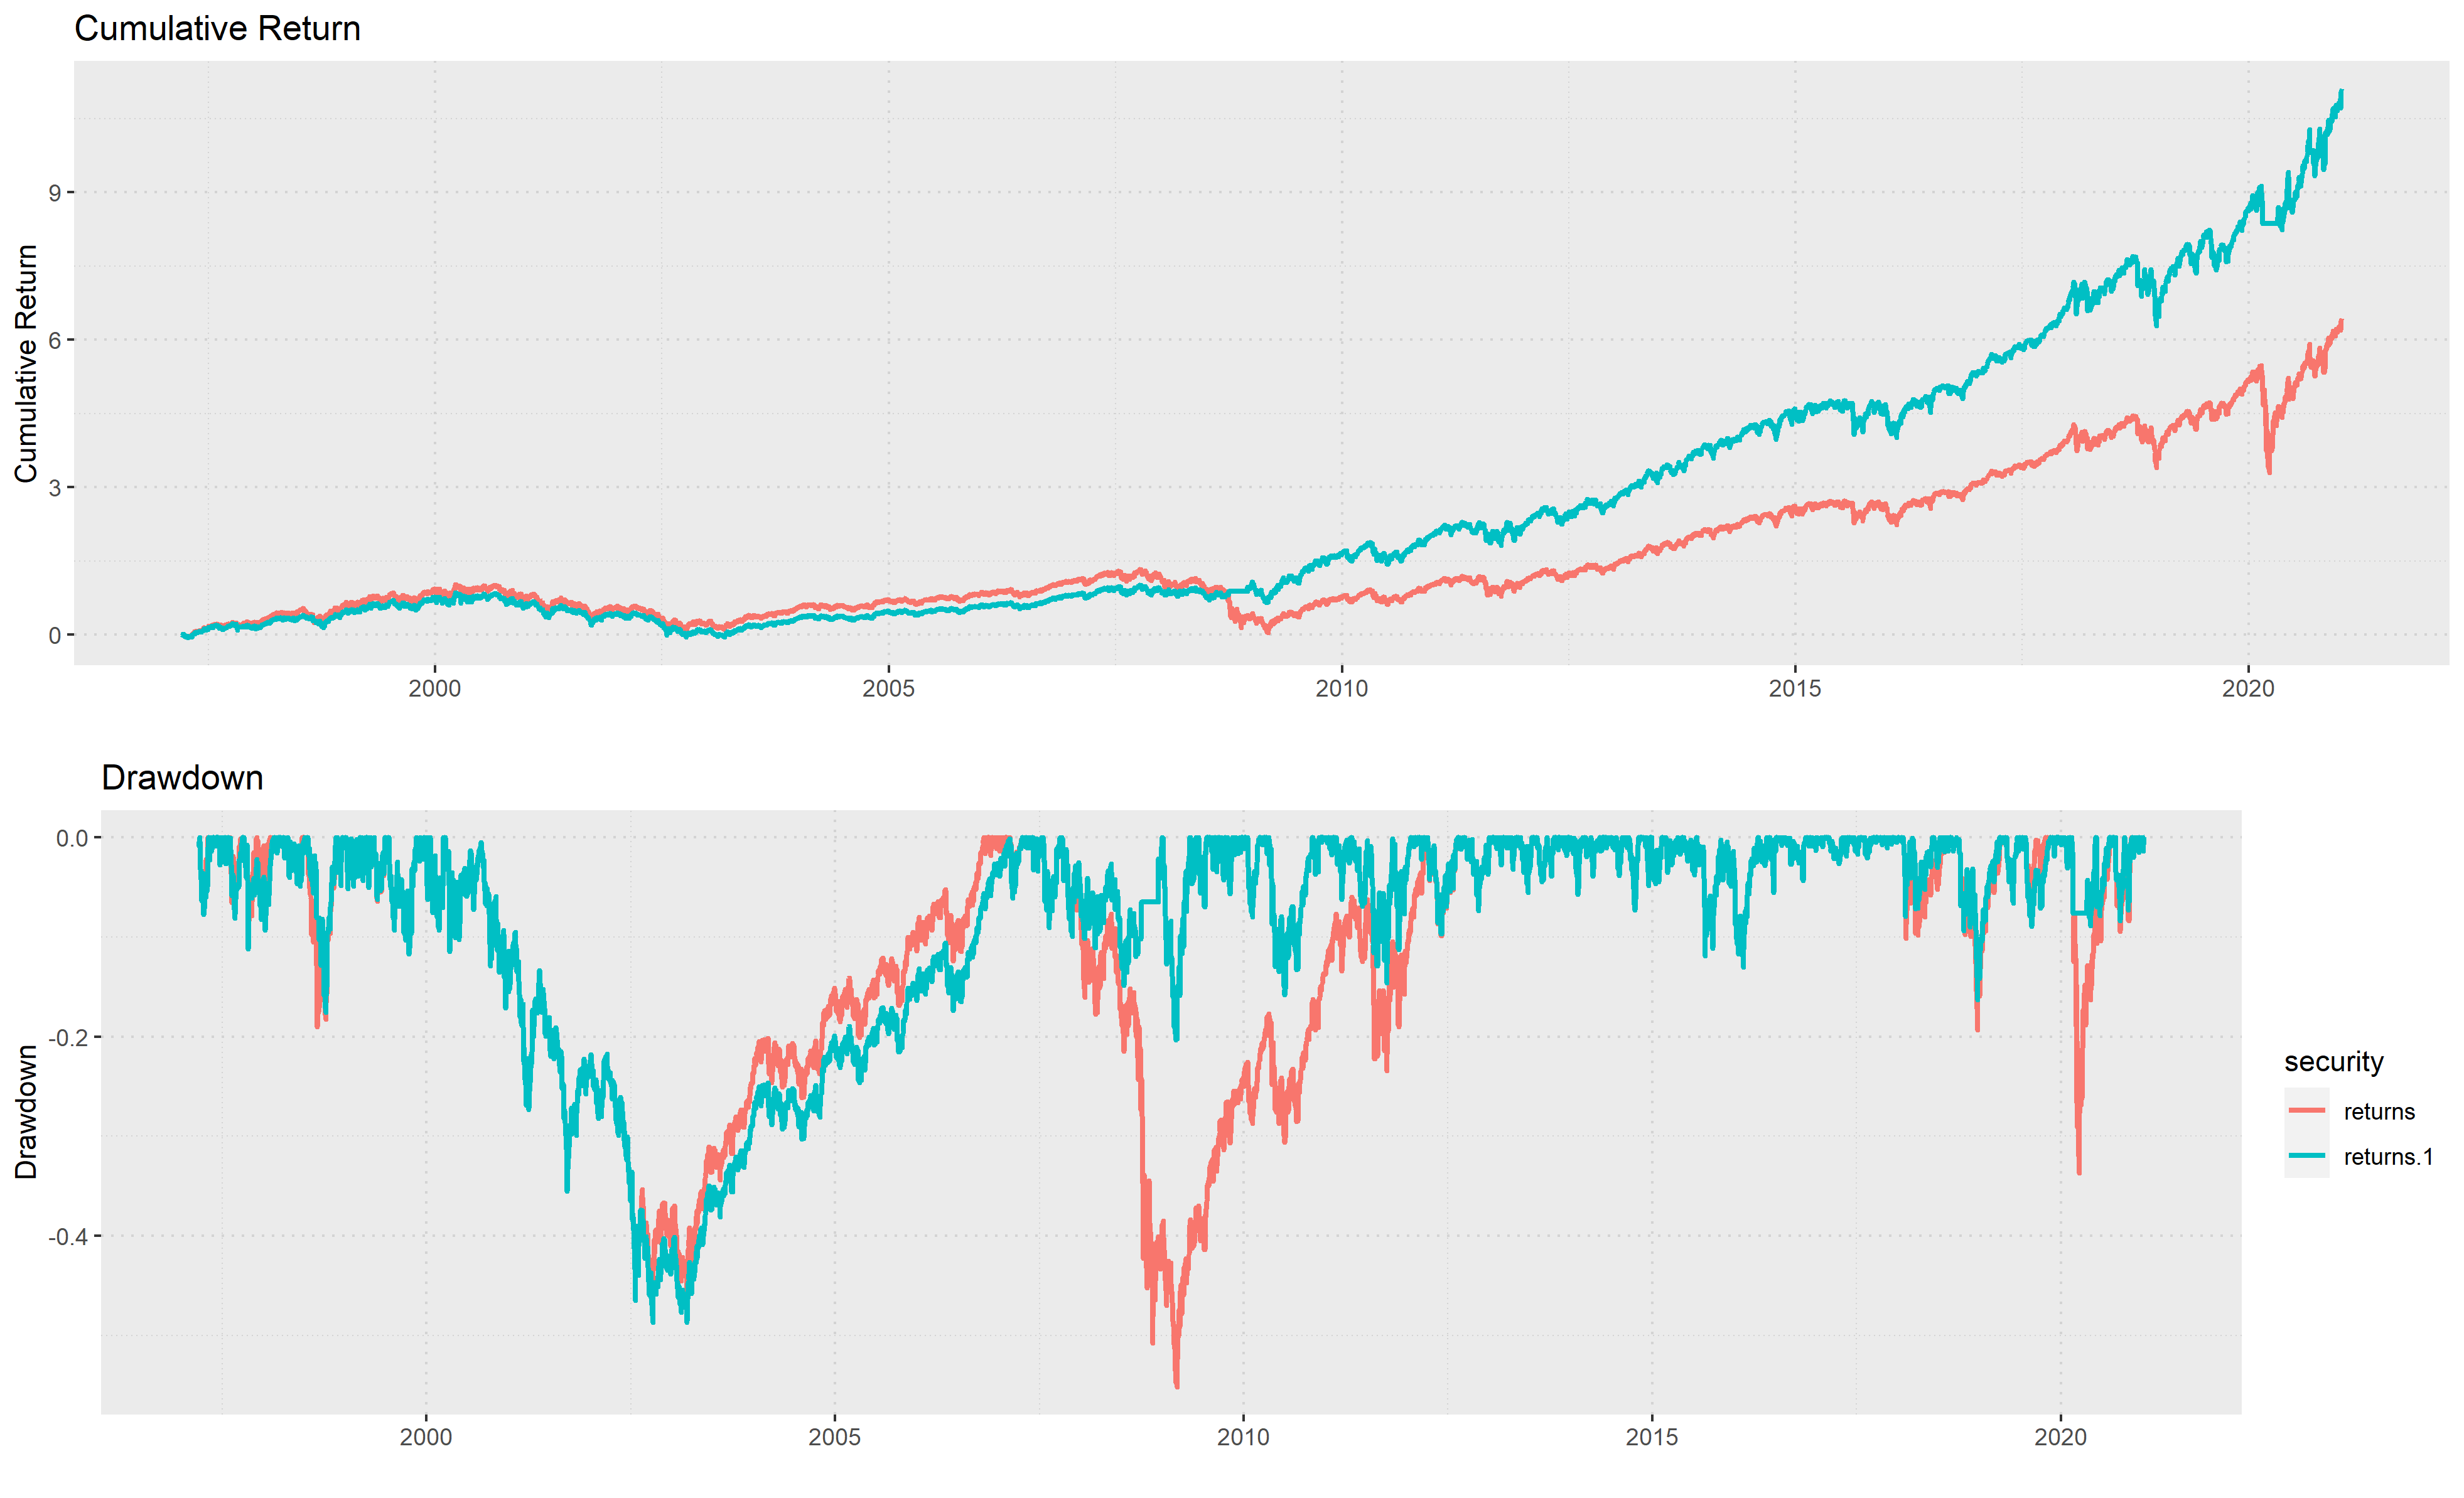 Cumulative Return
Cumulative Return
9
6
3
0
2000 2005 2010 2015 2020
Drawdown
Drawdown
0.0
-0.2
-0.4
2000 2005 2010 2015 2020
security
returns
returns.1